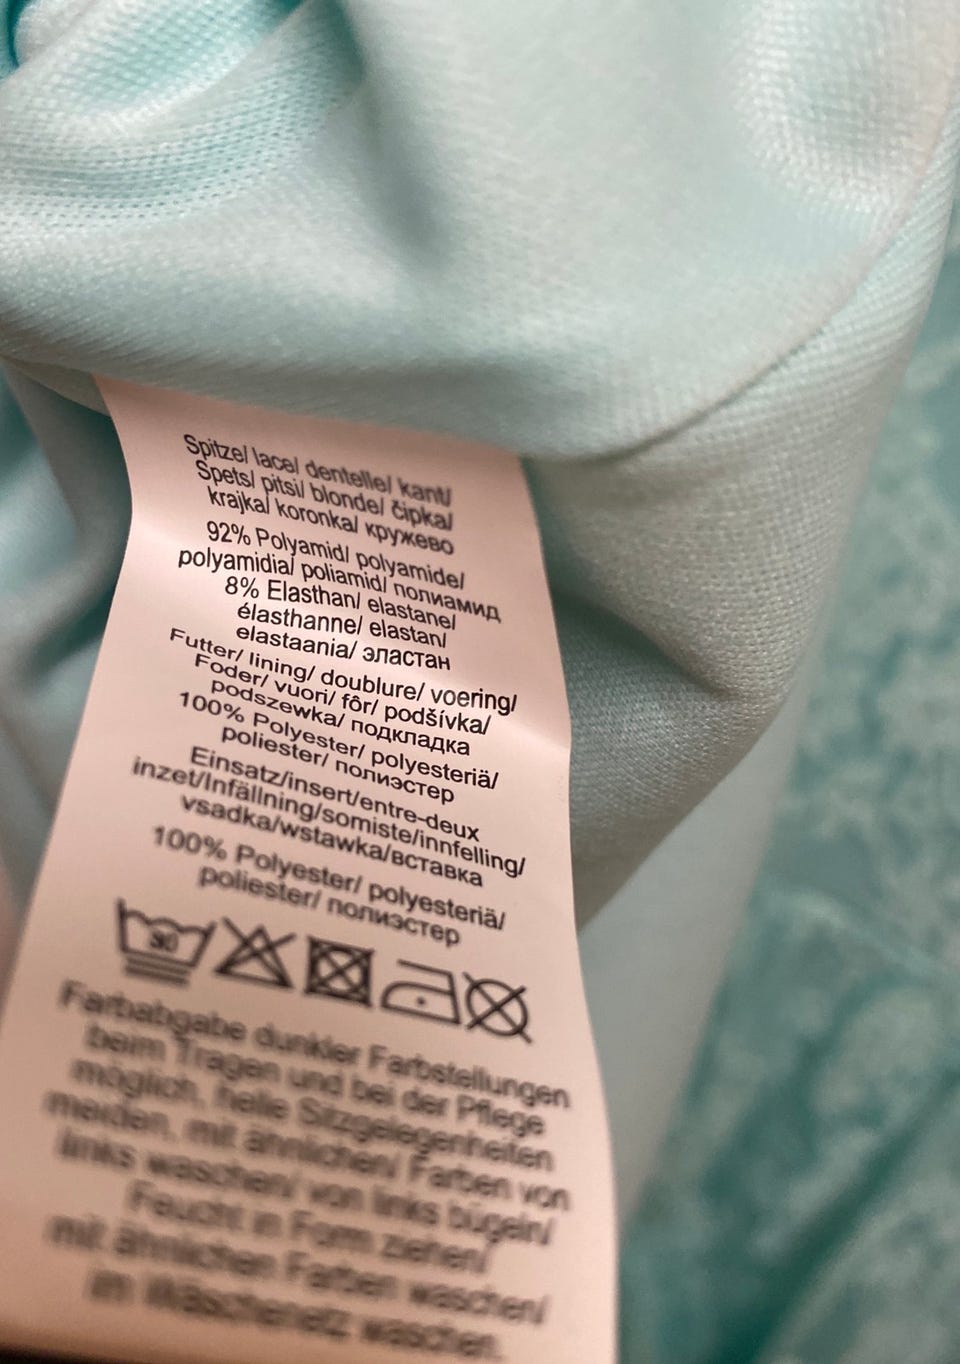 Spitze/ lace/ dentelle/ kant/
Spets/ pitsi/ blonde/ čipka/
krajka/ koronka/ кружево
92% Polyamid/ polyamide/
polyamidia/ poliamid/ полиамид
8% Elasthan/ elastane/
élasthanne/ elastan/
elastaania/ эластан
Futter/ lining/ doublure/ voering/
Foder/ vuori/ fôr/ podšívka/
podszewka/ подкладка
100% Polyester/ polyesteriä/
poliester/ полиэстер
Einsatz/insert/entre-deux
inzet/Infällning/somiste/innfelling/
vsadka/wstawka/вставка
100% Polyester/ polyesteriä/
poliester/ полиэстер
30
Farbabgabe dunkler Farbstellungen
beim Tragen und bei der Pflege
möglich, helle Sitzgelegenheiten
meiden, mit ähnlichen/ Farben von
links waschen/ von links bügeln/
Feucht in Form ziehen/
mit ähnlichen Farben waschen/
im Wäschenetz waschen.